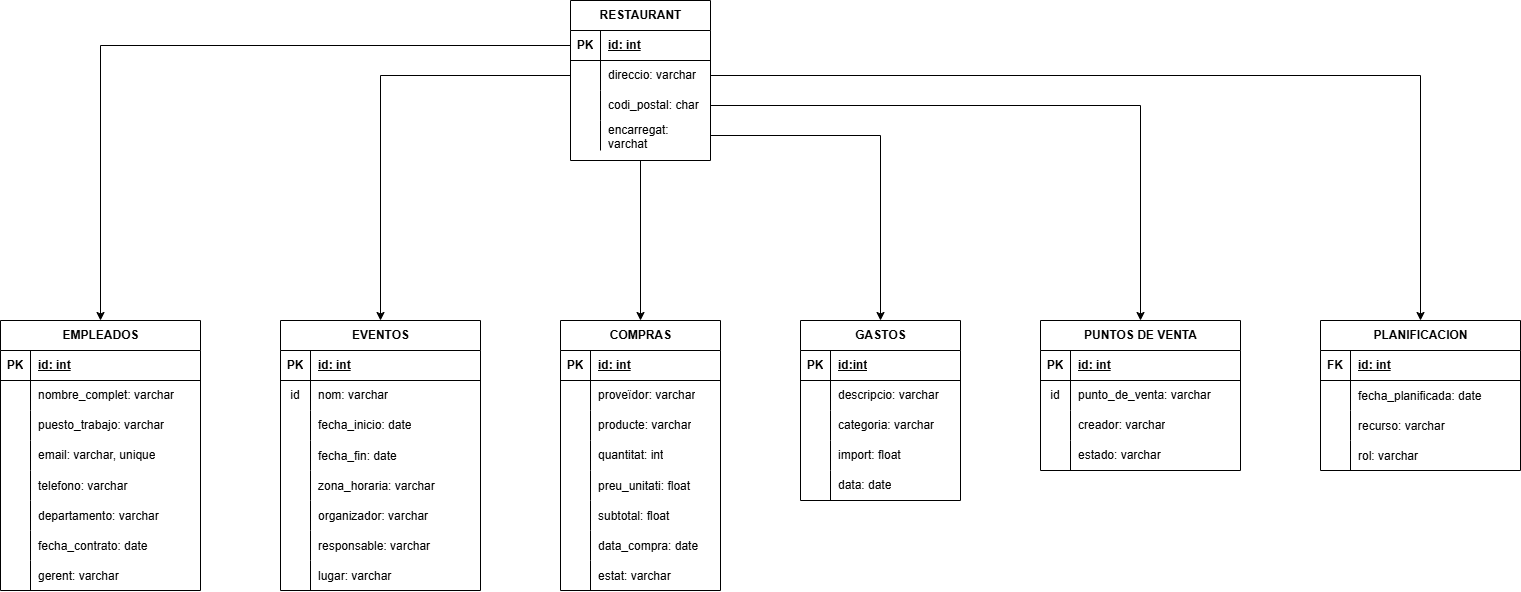 RESTAURANT
PK id: int
direccio: varchar
codi_postal: char
encarregat:
varchat
EMPLEADOS
PK id: int
nombre_complet: varchar
puesto_trabajo: varchar
email: varchar, unique
telefono: varchar
departamento: varchar
fecha_contrato: date
gerent: varchar
EVENTOS
PK id: int
id nom: varchar
fecha_inicio: date
fecha_fin: date
zona_horaria: varchar
organizador: varchar
responsable: varchar
lugar: varchar
COMPRAS
PK id: int
proveïdor: varchar
producte: varchar
quantitat: int
preu_unitati: float
subtotal: float
data_compra: date
estat: varchar
GASTOS
PK id:int
descripcio: varchar
categoria: varchar
import: float
data: date
PUNTOS DE VENTA
PK id: int
id punto_de_venta: varchar
creador: varchar
estado: varchar
PLANIFICACION
FK id: int
fecha_planificada: date
recurso: varchar
rol: varchar